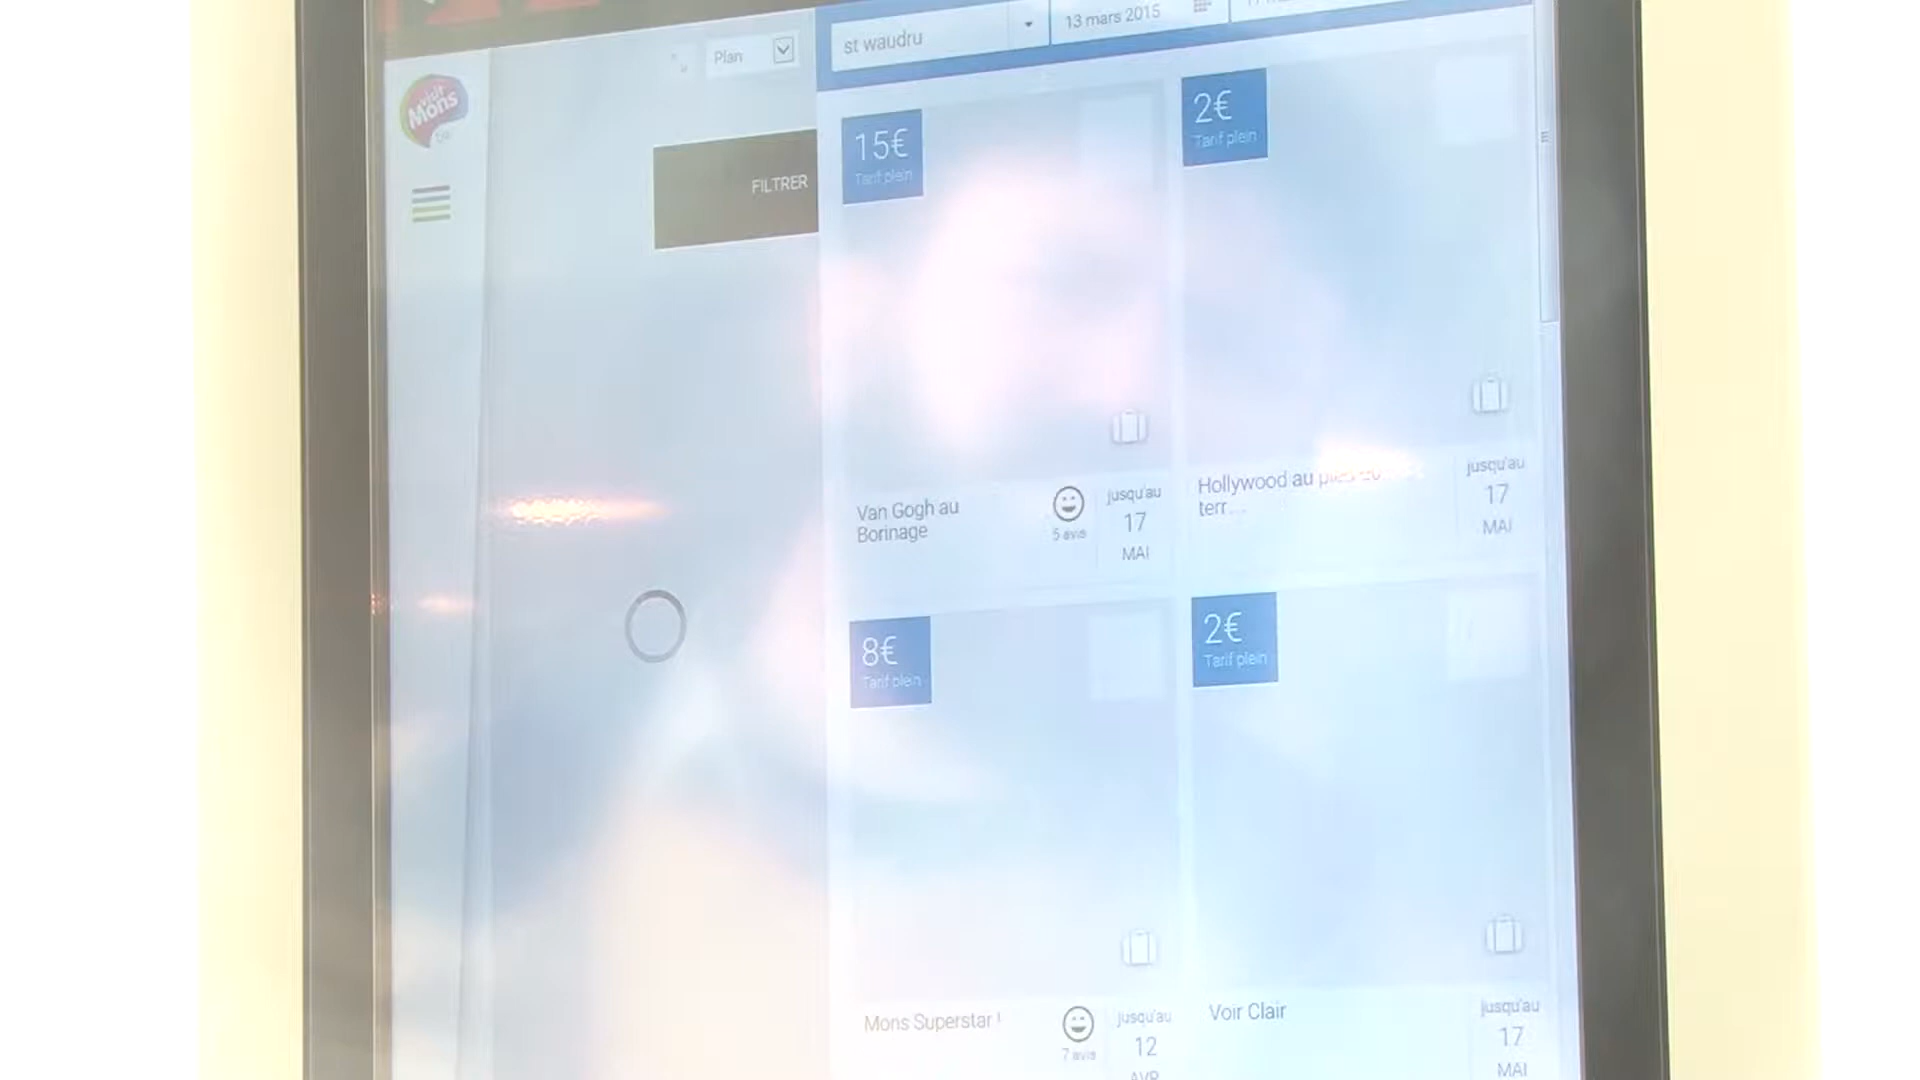 visit
Mons
Plan
st waudru
13 mars 2015
FILTRER
15€
Tarif plein
2€
Tarif plein
Van Gogh au
Borinage
5 avis
jusqu'au
17
MAI
Hollywood au
terr...
jusqu'au
17
MAI
8€
Tarif plein
2€
Tarif plein
Mons Superstar !
7 avis
jusqu'au
12
AVR
Voir Clair
jusqu'au
17
MAI